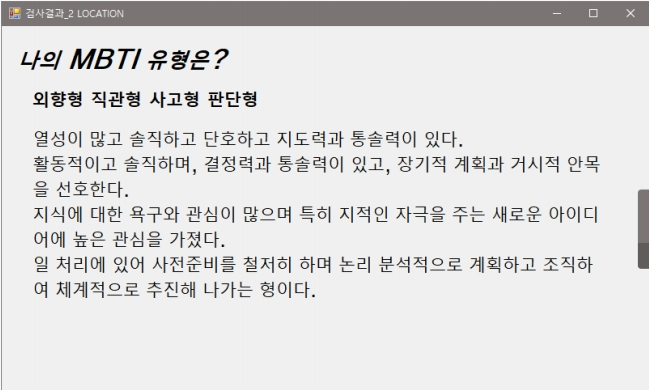 검사결과_2 LOCATION
나의 MBTI 유형은?
외향형 직관형 사고형 판단형
열성이 많고 솔직하고 단호하고 지도력과 통솔력이 있다.
활동적이고 솔직하며, 결정력과 통솔력이 있고, 장기적 계획과 거시적 안목
을 선호한다.
지식에 대한 욕구와 관심이 많으며 특히 지적인 자극을 주는 새로운 아이디
어에 높은 관심을 가졌다.
일 처리에 있어 사전준비를 철저히 하며 논리 분석적으로 계획하고 조직하
여 체계적으로 추진해 나가는 형이다.